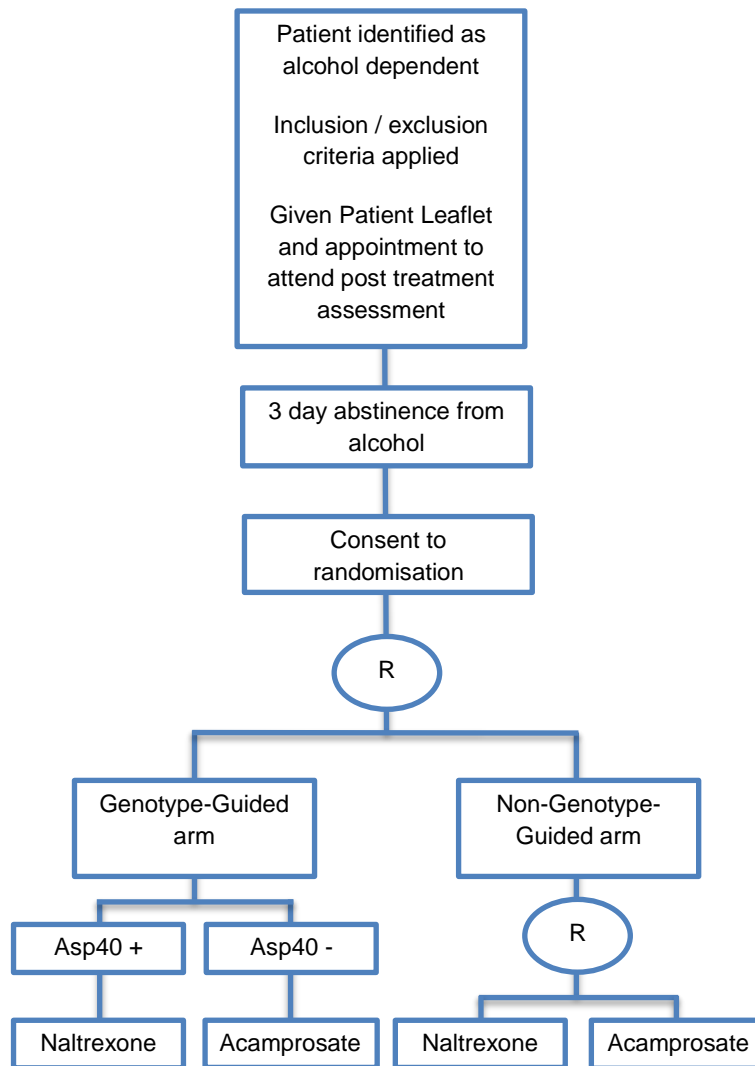 Patient identified as
alcohol dependent
Inclusion / exclusion
criteria applied
Given Patient Leaflet
and appointment to
attend post treatment
assessment
3 day abstinence from
alcohol
Consent to
randomisation
R
Genotype-Guided
arm
Non-Genotype-
Guided arm
Asp40 +
Asp40 -
R
Naltrexone
Acamprosate
Naltrexone
Acamprosate